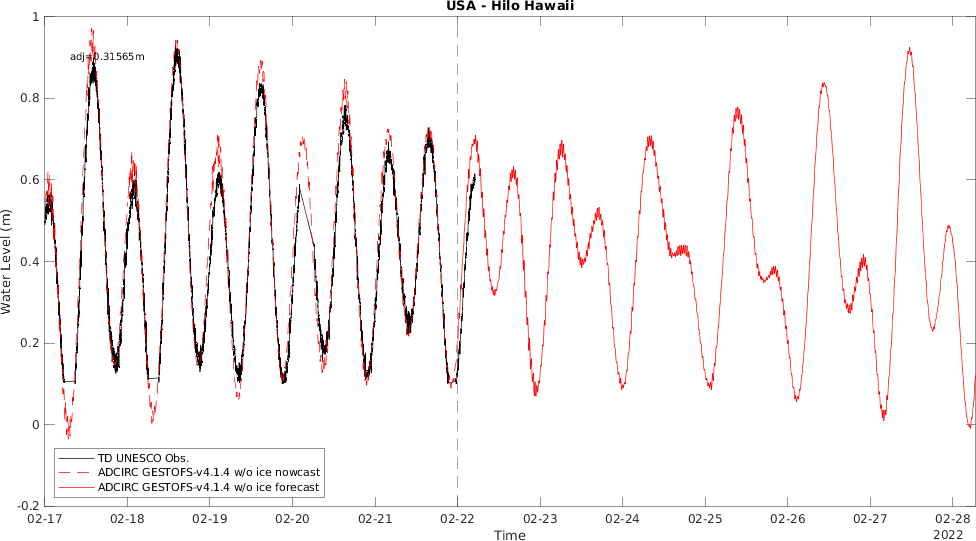 USA - Hilo Hawaii
adj=0.31565m
Water Level (m)
1
0.8
0.6
0.4
0.2
0
-0.2
TD UNESCO Obs.
ADCIRC GESTOFS-v4.1.4 w/o ice nowcast
ADCIRC GESTOFS-v4.1.4 w/o ice forecast
02-17 02-18 02-19 02-20 02-21 02-22 02-23 02-24 02-25 02-26 02-27 02-28
2022
Time